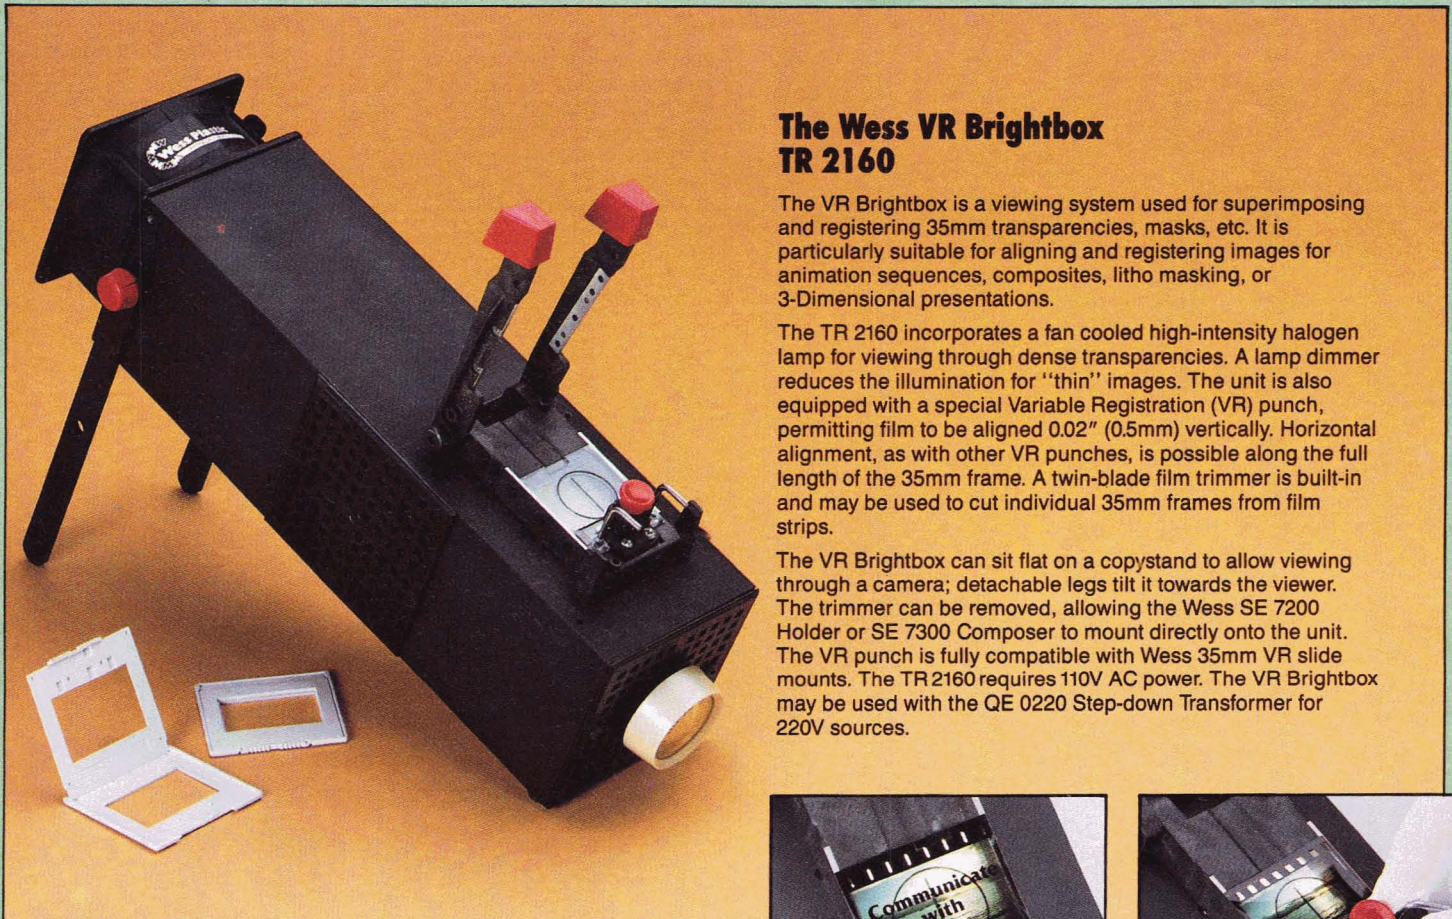 Wess Plastic
The Wess VR Brightbox
TR 2160
The VR Brightbox is a viewing system used for superimposing
and registering 35mm transparencies, masks, etc. It is
particularly suitable for aligning and registering images for
animation sequences, composites, litho masking, or
3-Dimensional presentations.
The TR 2160 incorporates a fan cooled high-intensity halogen
lamp for viewing through dense transparencies. A lamp dimmer
reduces the illumination for "thin" images. The unit is also
equipped with a special Variable Registration (VR) punch,
permitting film to be aligned 0.02" (0.5mm) vertically. Horizontal
alignment, as with other VR punches, is possible along the full
length of the 35mm frame. A twin-blade film trimmer is built-in
and may be used to cut individual 35mm frames from film
strips.
The VR Brightbox can sit flat on a copystand to allow viewing
through a camera; detachable legs tilt it towards the viewer.
The trimmer can be removed, allowing the Wess SE 7200
Holder or SE 7300 Composer to mount directly onto the unit.
The VR punch is fully compatible with Wess 35mm VR slide
mounts. The TR 2160 requires 110V AC power. The VR Brightbox
may be used with the QE 0220 Step-down Transformer for
220V sources.
Communicate
with